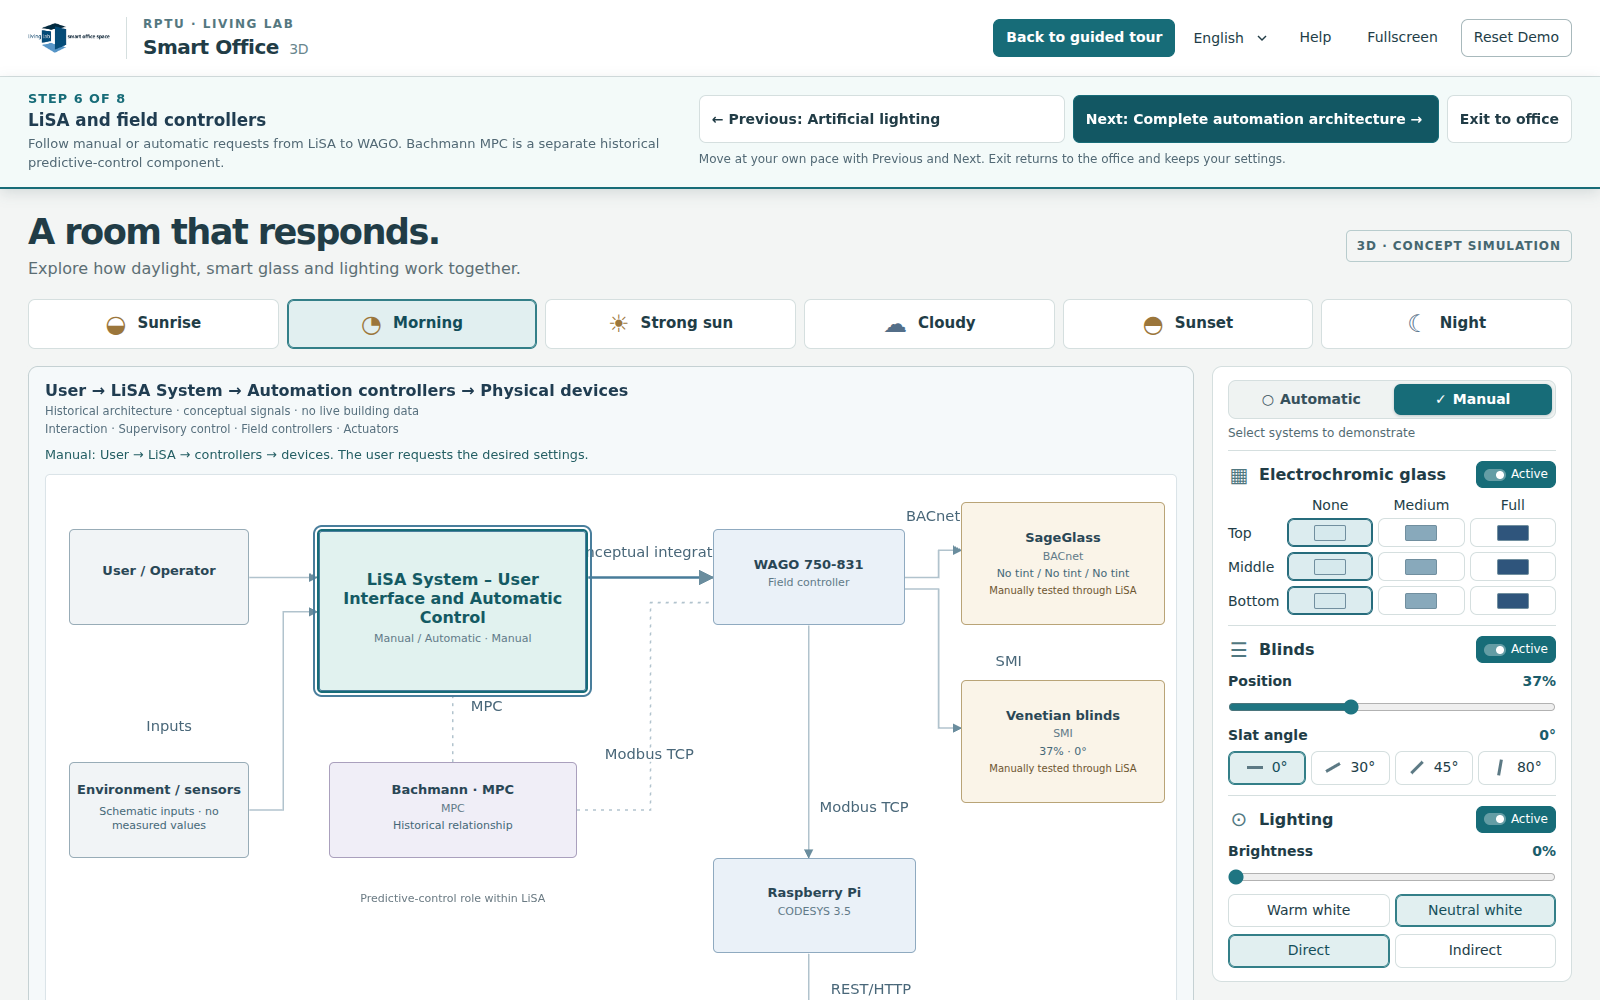 living lab smart office space
RPTU · LIVING LAB
Smart Office 3D
Back to guided tour
English
Help
Fullscreen
Reset Demo
STEP 6 OF 8
LiSA and field controllers
Follow manual or automatic requests from LiSA to WAGO. Bachmann MPC is a separate historical
predictive-control component.
← Previous: Artificial lighting
Next: Complete automation architecture →
Exit to office
Move at your own pace with Previous and Next. Exit returns to the office and keeps your settings.
A room that responds.
Explore how daylight, smart glass and lighting work together.
3D · CONCEPT SIMULATION
Sunrise
Morning
Strong sun
Cloudy
Sunset
Night
User → LiSA System → Automation controllers → Physical devices
Historical architecture · conceptual signals · no live building data
Interaction · Supervisory control · Field controllers · Actuators
Manual: User → LiSA → controllers → devices. The user requests the desired settings.
User / Operator
LiSA System – User
Interface and Automatic
Control
Manual / Automatic · Manual
nceptual integrat
WAGO 750-831
Field controller
BACnet
SageGlass
BACnet
No tint / No tint / No tint
Manually tested through LiSA
SMI
Venetian blinds
SMI
37% · 0°
Manually tested through LiSA
MPC
Inputs
Modbus TCP
Environment / sensors
Schematic inputs · no
measured values
Bachmann · MPC
MPC
Historical relationship
Predictive-control role within LiSA
Modbus TCP
Raspberry Pi
CODESYS 3.5
REST/HTTP
○ Automatic
✓ Manual
Select systems to demonstrate
Electrochromic glass
Active
None
Medium
Full
Top
Middle
Bottom
Blinds
Active
Position
37%
Slat angle
0°
0°
30°
45°
80°
Lighting
Active
Brightness
0%
Warm white
Neutral white
Direct
Indirect